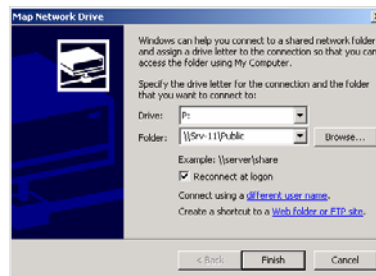 Map Network Drive
Windows can help you connect to a shared network folder
and assign a drive letter to the connection so that you can
access the folder using My Computer.
Specify the drive letter for the connection and the folder
that you want to connect to:
Drive: P:
Folder: \\Srv-11\Public Browse...
Example: \\server\share
Reconnect at logon
Connect using a different user name.
Create a shortcut to a Web folder or FTP site.
< Back Finish Cancel